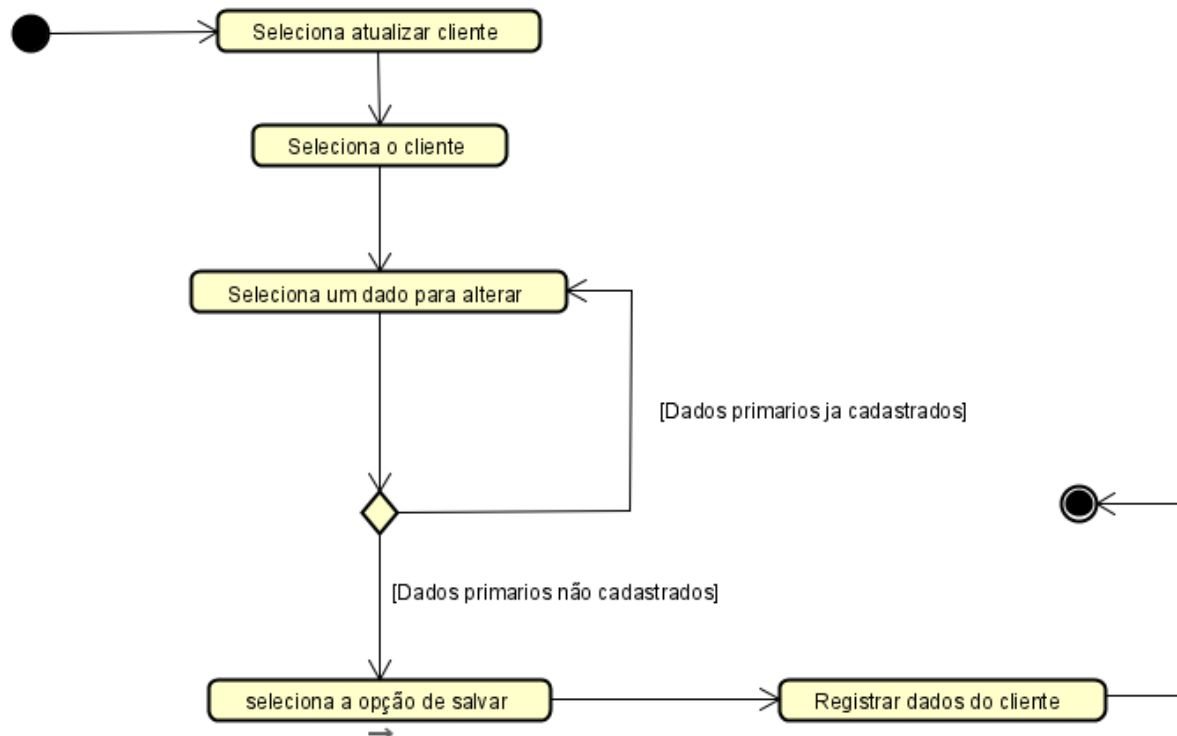 Seleciona atualizar cliente
Seleciona o cliente
Seleciona um dado para alterar
[Dados primarios ja cadastrados]
[Dados primarios não cadastrados]
seleciona a opção de salvar
Registrar dados do cliente